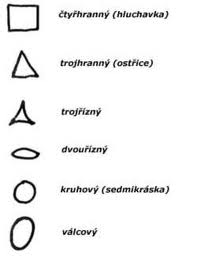 čtyřhranný (hluchavka)
trojhranný (ostřice)
trojřízný
dvouřízný
kruhový (sedmikráska)
válcový